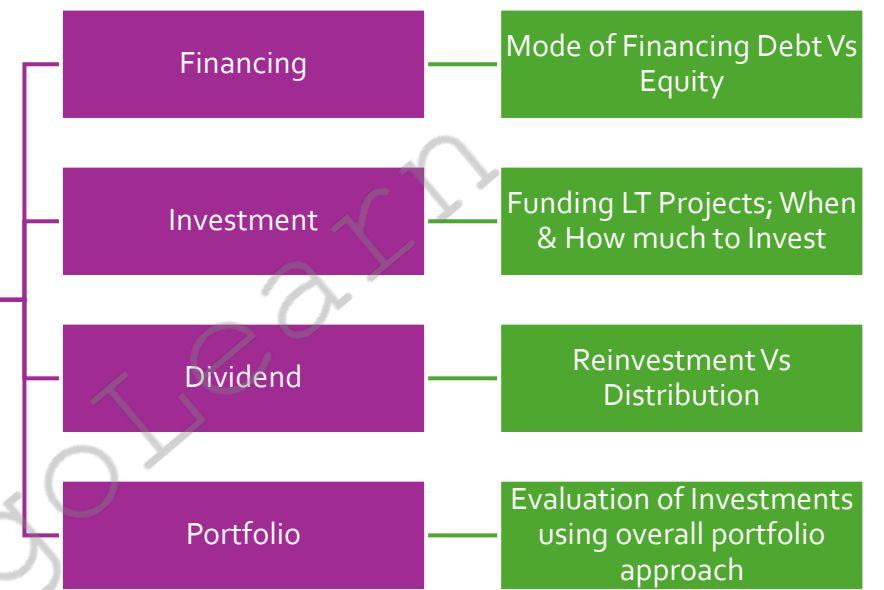 Financing
Mode of Financing Debt Vs
Equity
Investment
Funding LT Projects; When
& How much to Invest
Dividend
Reinvestment Vs
Distribution
Portfolio
Evaluation of Investments
using overall portfolio
approach
goLearn